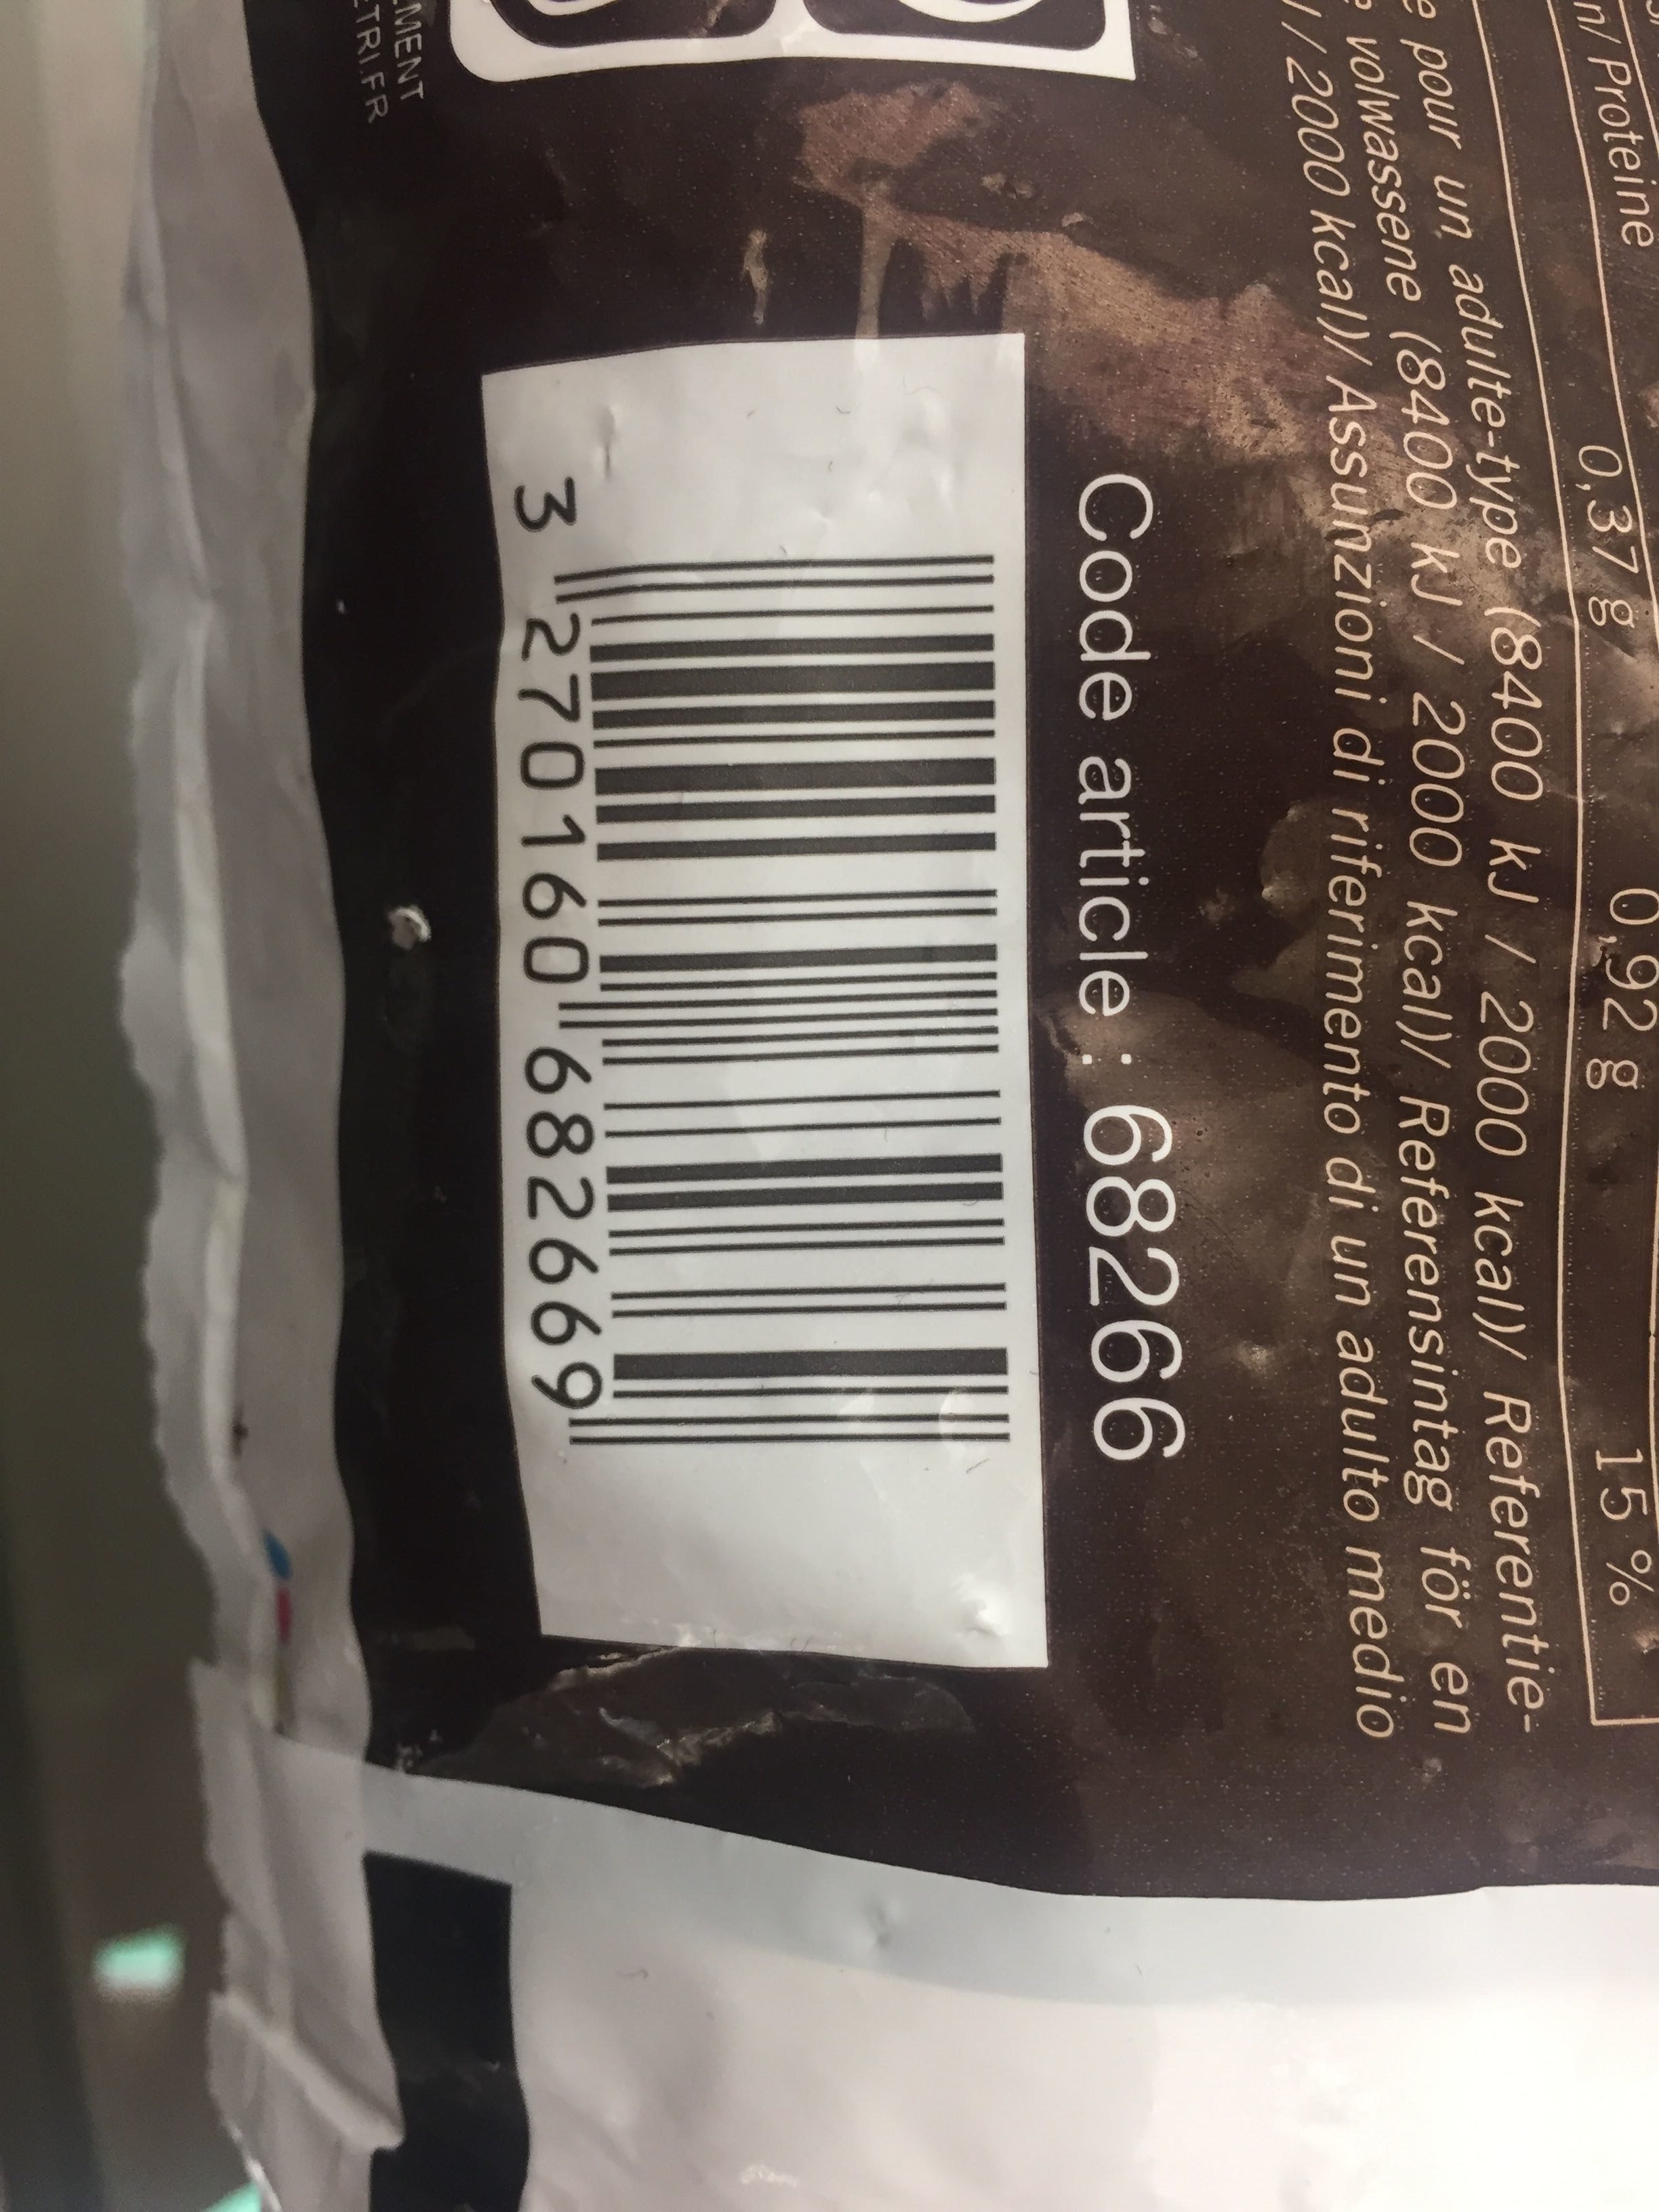 n/ Proteine
0,37 g
0,92 g
15 %
e pour un adulte-type (8400 kJ / 2000 kcal)/ Referentie-
volwassene (8400 kJ / 2000 kcal)/ Referensintag för en
/ 2000 kcal)/ Assunzioni di riferimento di un adulto medio
Code article : 68266
3 270160 682669
EMENT
ETRI.FR